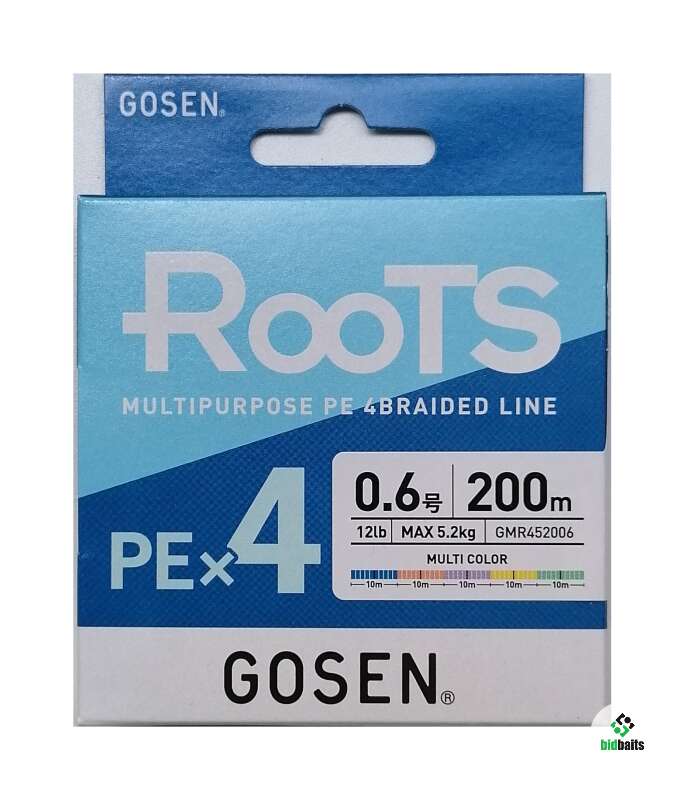 GOSEN®
RooTS
MULTIPURPOSE PE 4BRAIDED LINE
PE×4
0.6号 200m
12lb MAX 5.2kg GMR452006
MULTI COLOR
10m 10m 10m 10m 10m
GOSEN®
bidbaits